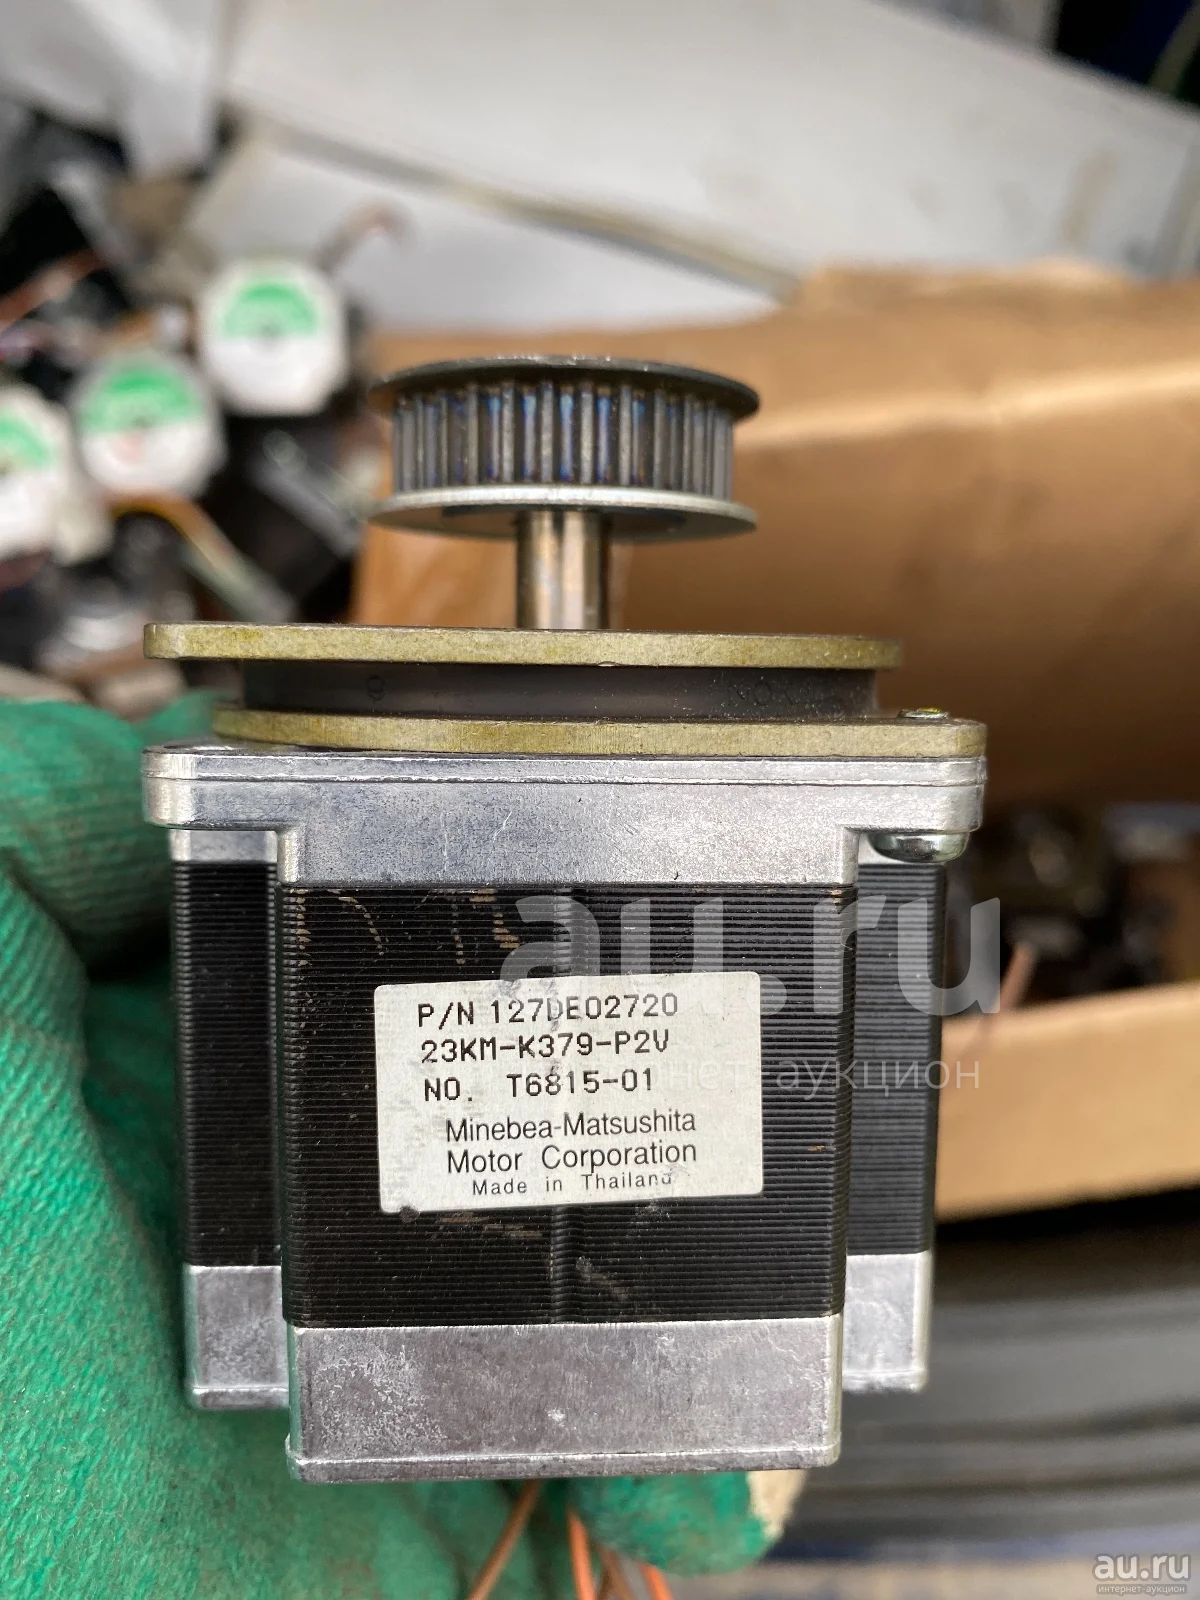 P/N 127DE02720
23KM-K379-P2V
NO. T6815-01
Minebea-Matsushita
Motor Corporation
Made in Thailand
au.ru
нет-аукцион
au.ru
интернет-аукцион